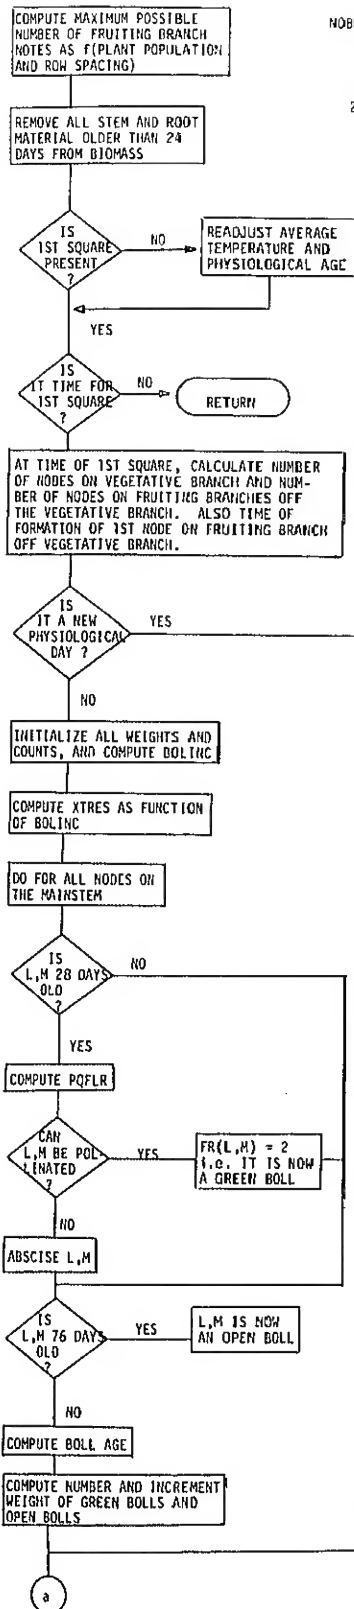 COMPUTE MAXIMUM POSSIBLE
NUMBER OF FRUITING BRANCH
NOTES AS f(PLANT POPULATION
AND ROW SPACING)
REMOVE ALL STEM AND ROOT
MATERIAL OLDER THAN 24
DAYS FROM BIOMASS
IS
1ST SQUARE
PRESENT
?
NO
READJUST AVERAGE
TEMPERATURE AND
PHYSIOLOGICAL AGE
YES
IS
IT TIME FOR
1ST SQUARE
?
NO
RETURN
AT TIME OF 1ST SQUARE, CALCULATE NUMBER
OF NODES ON VEGETATIVE BRANCH AND NUM-
BER OF NODES ON FRUITING BRANCHES OFF
THE VEGETATIVE BRANCH. ALSO TIME OF
FORMATION OF 1ST NODE ON FRUITING BRANCH
OFF VEGETATIVE BRANCH.
IS
IT A NEW
PHYSIOLOGICAL
DAY ?
YES
NO
INITIALIZE ALL WEIGHTS AND
COUNTS, AND COMPUTE BOLINC
COMPUTE XTRES AS FUNCTION
OF BOLINC
DO FOR ALL NODES ON
THE MAINSTEM
IS
L,M 28 DAYS
OLD
?
NO
YES
COMPUTE PQFLR
CAN
L,M BE POL-
LINATED
?
YES
FR(L,M) = 2
i.e. IT IS NOW
A GREEN BOLL
NO
ABSCISE L,M
IS
L,M 76 DAYS
OLD
?
YES
L,M IS NOW
AN OPEN BOLL
NO
COMPUTE BOLL AGE
COMPUTE NUMBER AND INCREMENT
WEIGHT OF GREEN BOLLS AND
OPEN BOLLS
a